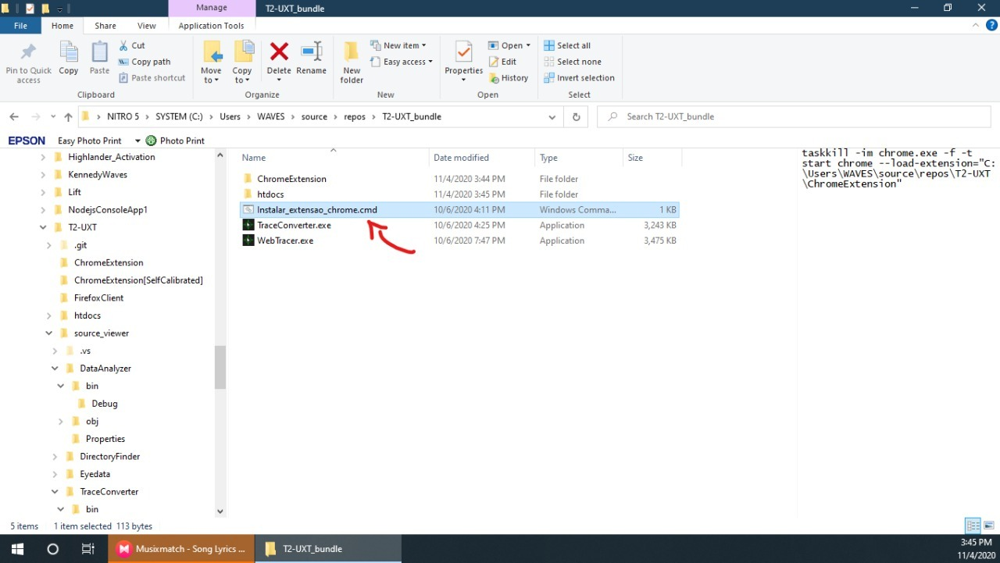 Manage
T2-UXT_bundle
File
Home
Share
View
Application Tools
Pin to Quick access
Copy
Paste
Cut
Copy path
Paste shortcut
Clipboard
Move to
Copy to
Delete
Rename
Organize
New folder
New item
Easy access
New
Properties
Open
Edit
History
Open
Select all
Select none
Invert selection
Select
NITRO 5 › SYSTEM (C:) › Users › WAVES › source › repos › T2-UXT_bundle
Search T2-UXT_bundle
EPSON Easy Photo Print Photo Print
Highlander_Activation
KennedyWaves
Lift
NodejsConsoleApp1
T2-UXT
.git
ChromeExtension
ChromeExtension[SelfCalibrated]
FirefoxClient
htdocs
source_viewer
.vs
DataAnalyzer
bin
Debug
obj
Properties
DirectoryFinder
Eyedata
TraceConverter
bin
Name Date modified Type Size
ChromeExtension 11/4/2020 3:44 PM File folder
htdocs 11/4/2020 3:45 PM File folder
Instalar_extensao_chrome.cmd 10/6/2020 4:11 PM Windows Comma... 1 KB
TraceConverter.exe 10/6/2020 4:25 PM Application 3,243 KB
WebTracer.exe 10/6/2020 7:47 PM Application 3,475 KB
taskkill -im chrome.exe -f -t
start chrome --load-extension="C:
\Users\WAVES\source\repos\T2-UXT
\ChromeExtension"
5 items 1 item selected 113 bytes
Musixmatch - Song Lyrics ...
T2-UXT_bundle
3:45 PM
11/4/2020